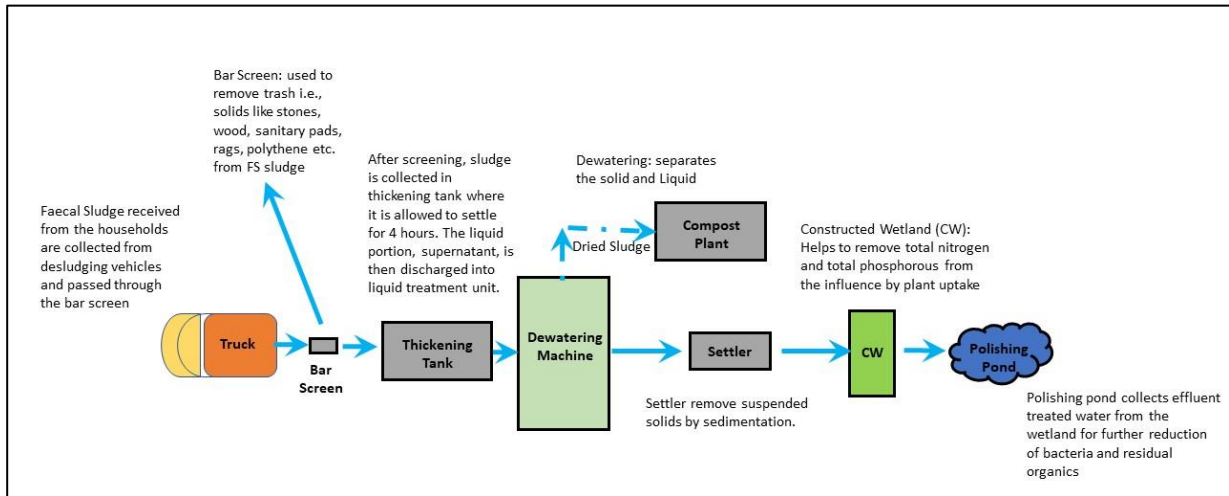 Bar Screen: used to
remove trash i.e.,
solids like stones,
wood, sanitary pads,
rags, polythene etc.
from FS sludge
Faecal Sludge received
from the households
are collected from
desludging vehicles
and passed through
the bar screen
After screening, sludge
is collected in
thickening tank where
it is allowed to settle
for 4 hours. The liquid
portion, supernatant, is
then discharged into
liquid treatment unit.
Dewatering: separates
the solid and Liquid
Compost
Plant
Dried Sludge
Constructed Wetland (CW):
Helps to remove total nitrogen
and total phosphorous from
the influence by plant uptake
Truck
Bar
Screen
Thickening
Tank
Dewatering
Machine
Settler
CW
Polishing
Pond
Settler remove suspended
solids by sedimentation.
Polishing pond collects effluent
treated water from the
wetland for further reduction
of bacteria and residual
organics